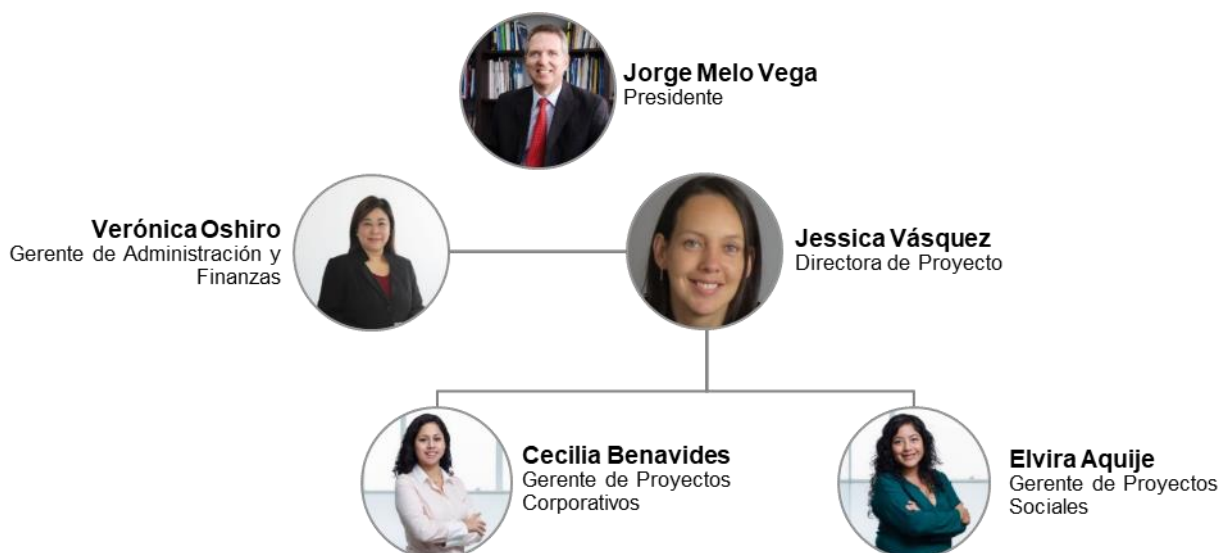 Jorge Melo Vega
Presidente
Verónica Oshiro
Gerente de Administración y
Finanzas
Jessica Vásquez
Directora de Proyecto
Cecilia Benavides
Gerente de Proyectos
Corporativos
Elvira Aquije
Gerente de Proyectos
Sociales